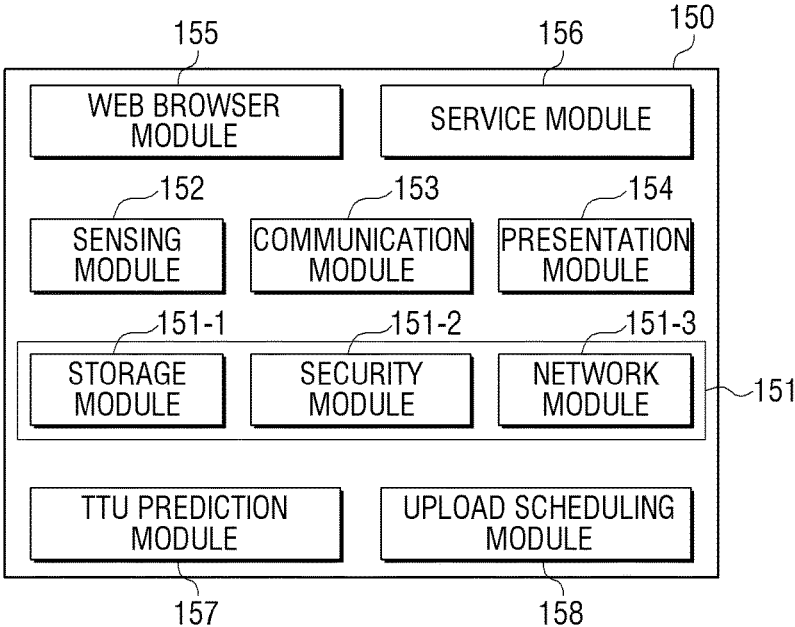 150
155
156
WEB BROWSER
MODULE
SERVICE MODULE
152
153
154
SENSING
MODULE
COMMUNICATION
MODULE
PRESENTATION
MODULE
151-1
151-2
151-3
STORAGE
MODULE
SECURITY
MODULE
NETWORK
MODULE
151
TTU PREDICTION
MODULE
UPLOAD SCHEDULING
MODULE
157
158